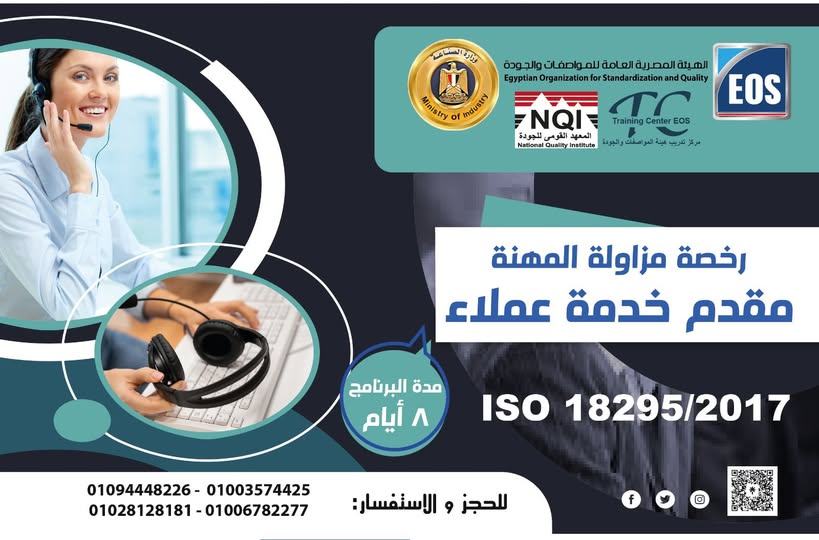 وزارة الصناعة
Ministry of Industry
الهيئة المصرية العامة للمواصفات والجودة
Egyptian Organization for Standardization and Quality
EOS
NQI
المعهد القومى للجودة
National Quality Institute
TC
Training Center EOS
مركز تدريب هيئة المواصفات والجودة
رخصة مزاولة المهنة
مقدم خدمة عملاء
مدة البرنامج
٨ أيام
ISO 18295/2017
للحجز و الاستفسار:
01094448226 - 01003574425
01028128181 - 01006782277